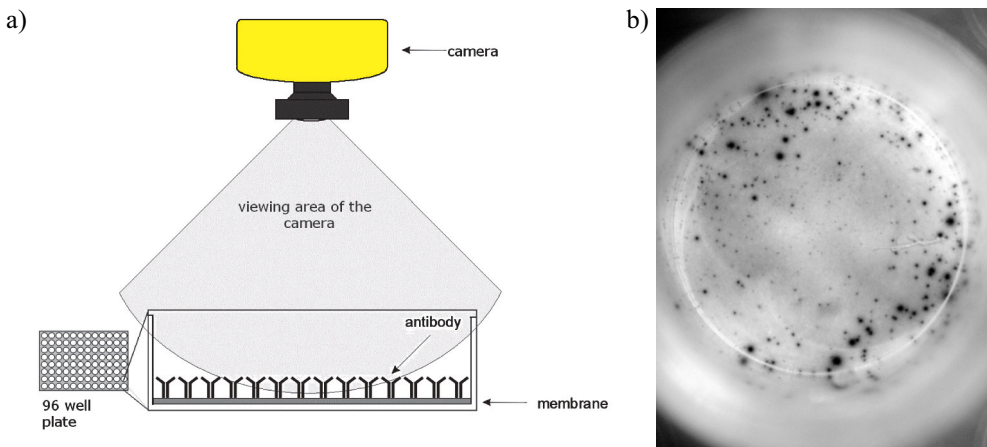 a)
camera
viewing area of the
camera
antibody
96 well
plate
membrane
b)